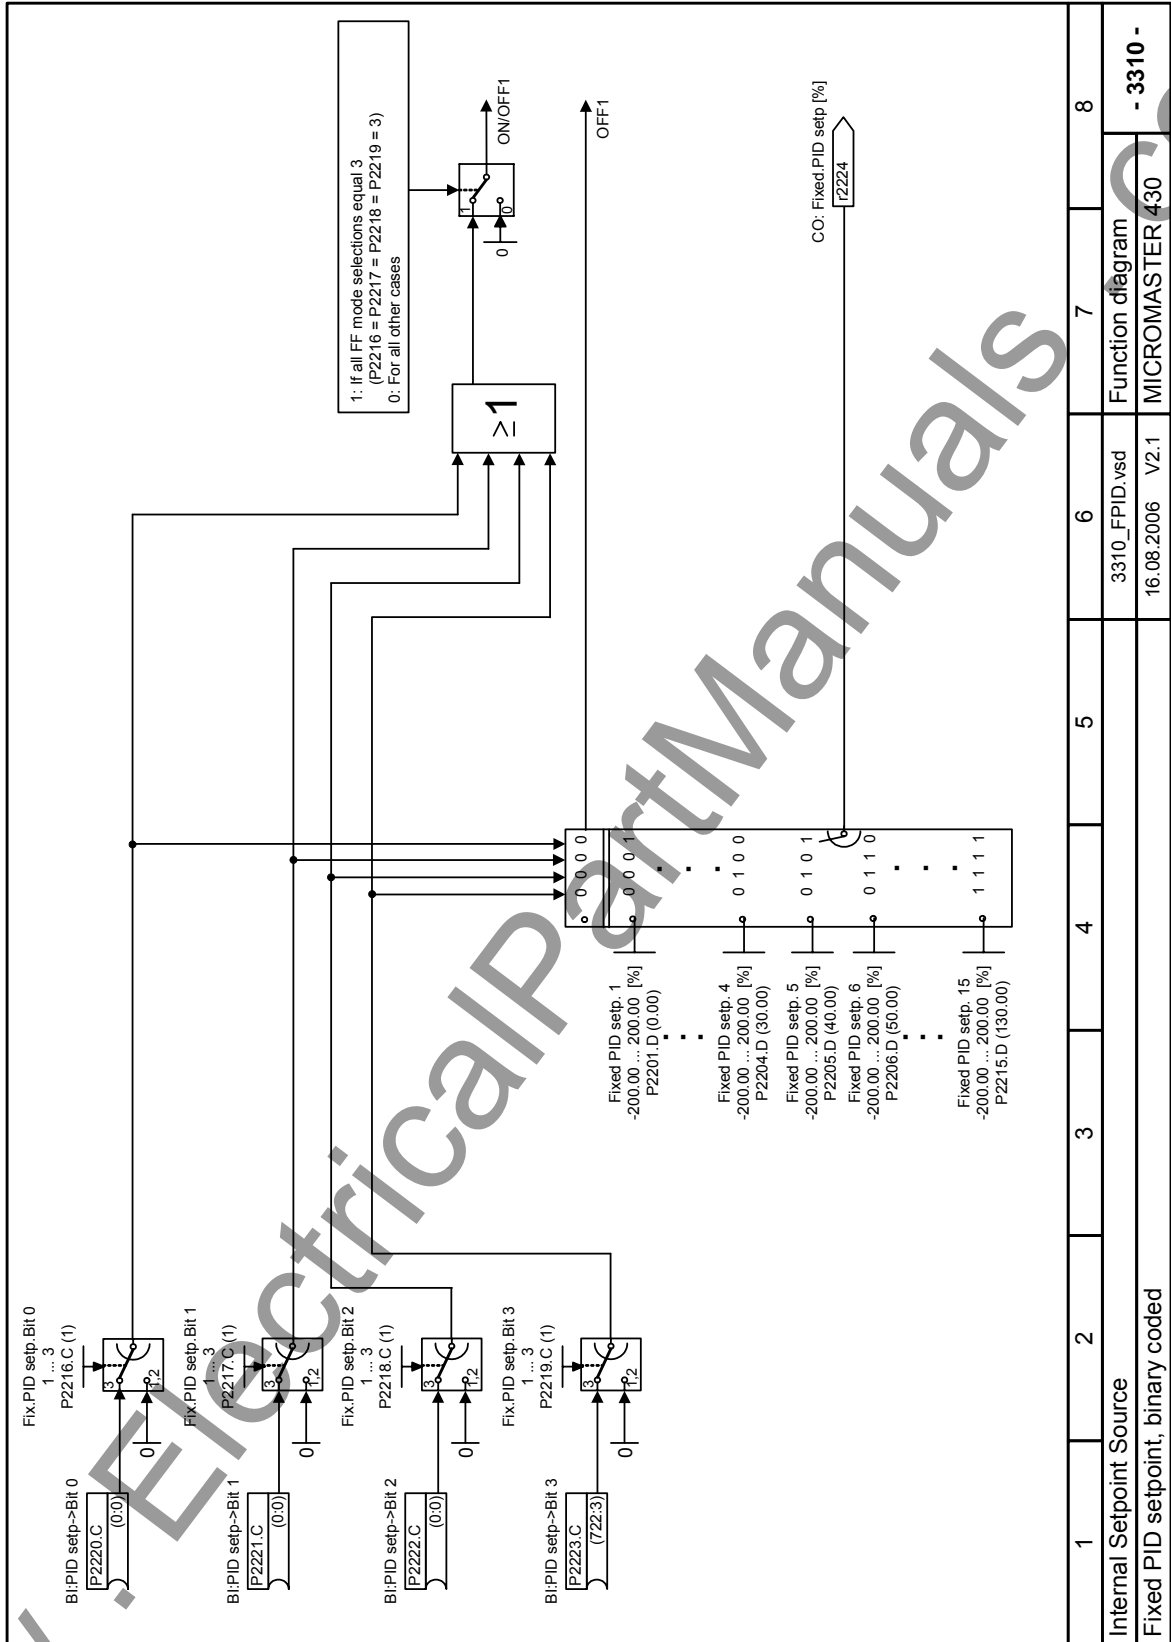 BI:PID setp->Bit 0
P2220.C
(0:0)
Fix.PID setp.Bit 0
1 ... 3
P2216.C (1)
3
1,2
0
BI:PID setp->Bit 1
P2221.C
(0:0)
Fix.PID setp.Bit 1
1 ... 3
P2217.C (1)
3
1,2
0
BI:PID setp->Bit 2
P2222.C
(0:0)
Fix.PID setp.Bit 2
1 ... 3
P2218.C (1)
3
1,2
0
BI:PID setp->Bit 3
P2223.C
(722:3)
Fix.PID setp.Bit 3
1 ... 3
P2219.C (1)
3
1,2
0
1: If all FF mode selections equal 3
(P2216 = P2217 = P2218 = P2219 = 3)
0: For all other cases
≥1
1
0
0
ON/OFF1
OFF1
0 0 0 0
0 0 0 1
0 1 0 0
0 1 0 1
0 1 1 0
1 1 1 1
Fixed PID setp. 1
-200.00 ... 200.00 [%]
P2201.D (0.00)
Fixed PID setp. 4
-200.00 ... 200.00 [%]
P2204.D (30.00)
Fixed PID setp. 5
-200.00 ... 200.00 [%]
P2205.D (40.00)
Fixed PID setp. 6
-200.00 ... 200.00 [%]
P2206.D (50.00)
Fixed PID setp. 15
-200.00 ... 200.00 [%]
P2215.D (130.00)
CO: Fixed.PID setp [%]
r2224
1 2 3 4 5 6 7 8
Internal Setpoint Source
Fixed PID setpoint, binary coded
3310_FPID.vsd
16.08.2006 V2.1
Function diagram
MICROMASTER 430
- 3310 -
. ElectricalPartManuals . c